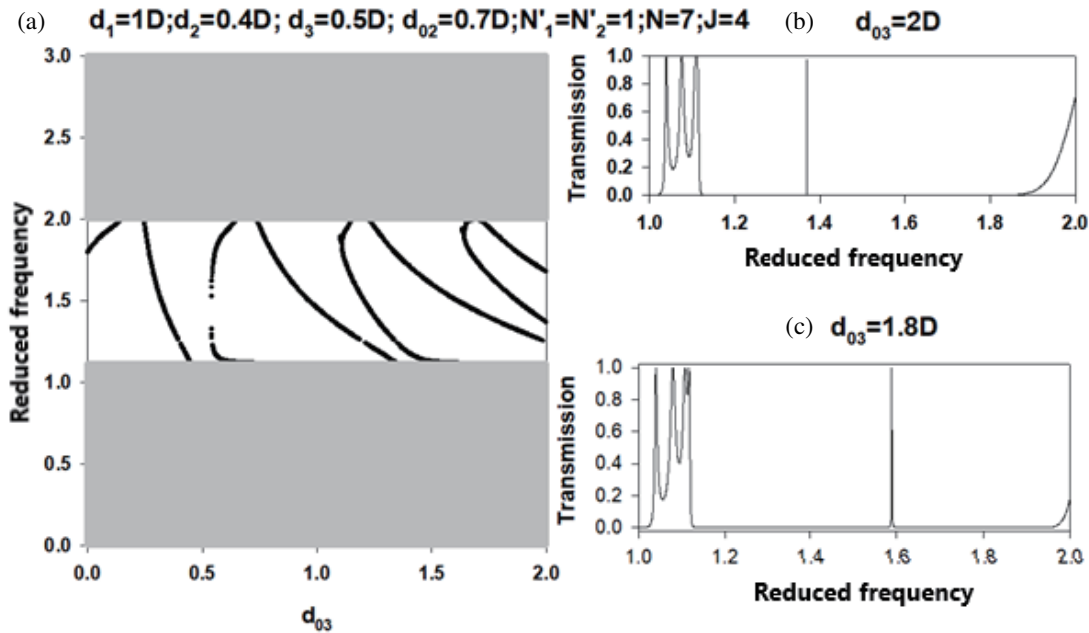 (a) d₁=1D;d₂=0.4D; d₃=0.5D; d₀₂=0.7D;N'₁=N'₂=1;N=7;J=4
Reduced frequency
3.0
2.5
2.0
1.5
1.0
0.5
0.0
0.0 0.5 1.0 1.5 2.0
d₀₃
(b) d₀₃=2D
Transmission
1.0
0.8
0.6
0.4
0.2
0.0
1.0 1.2 1.4 1.6 1.8 2.0
Reduced frequency
(c) d₀₃=1.8D
Transmission
1.0
0.8
0.6
0.4
0.2
0.0
1.0 1.2 1.4 1.6 1.8 2.0
Reduced frequency